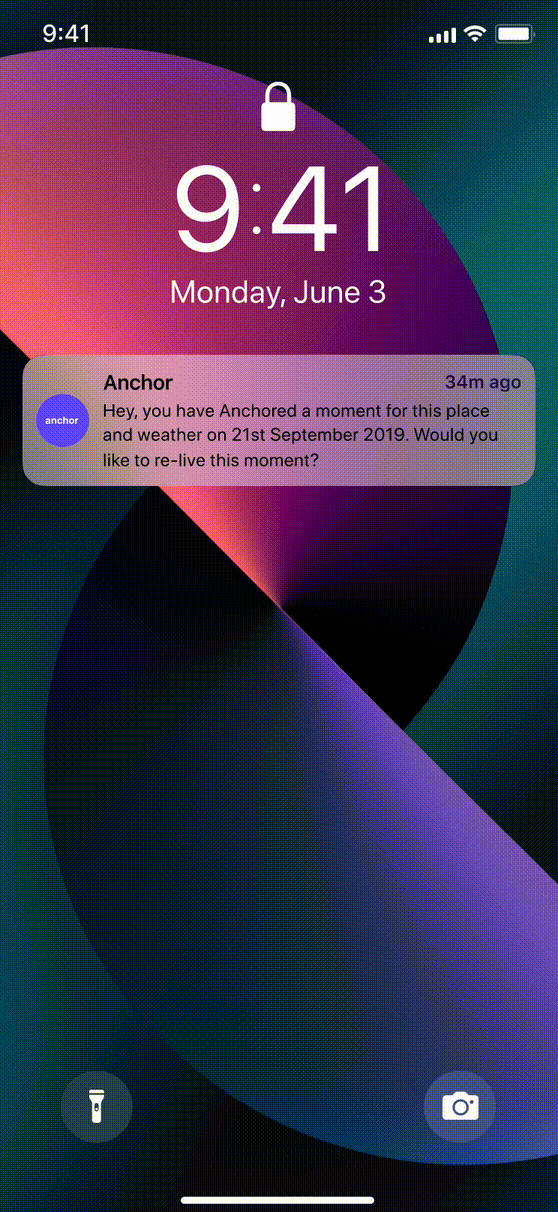 9:41
9:41
Monday, June 3
Anchor 34m ago
anchor
Hey, you have Anchored a moment for this place
and weather on 21st September 2019. Would you
like to re-live this moment?